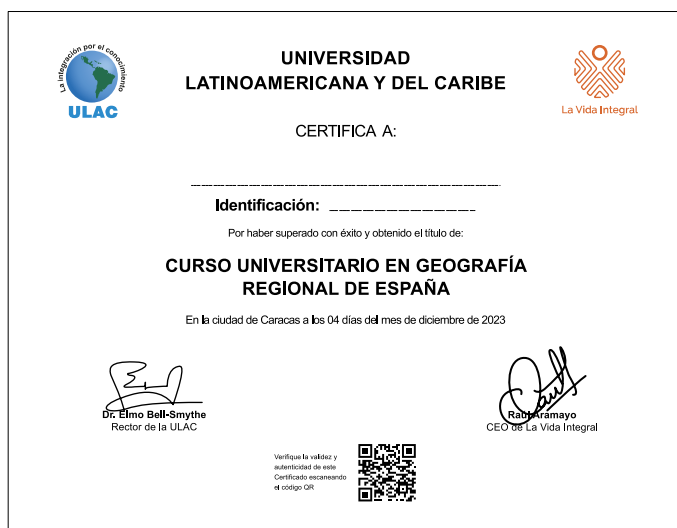 La integración por el conocimiento
ULAC
UNIVERSIDAD
LATINOAMERICANA Y DEL CARIBE
La Vida Integral
CERTIFICA A:
Identificación:
Por haber superado con éxito y obtenido el título de:
CURSO UNIVERSITARIO EN GEOGRAFÍA
REGIONAL DE ESPAÑA
En la ciudad de Caracas a los 04 días del mes de diciembre de 2023
Dr. Elmo Bell-Smythe
Rector de la ULAC
Raúl Aramayo
CEO de La Vida Integral
Verifique la validez y
autenticidad de este
Certificado escaneando
el código QR